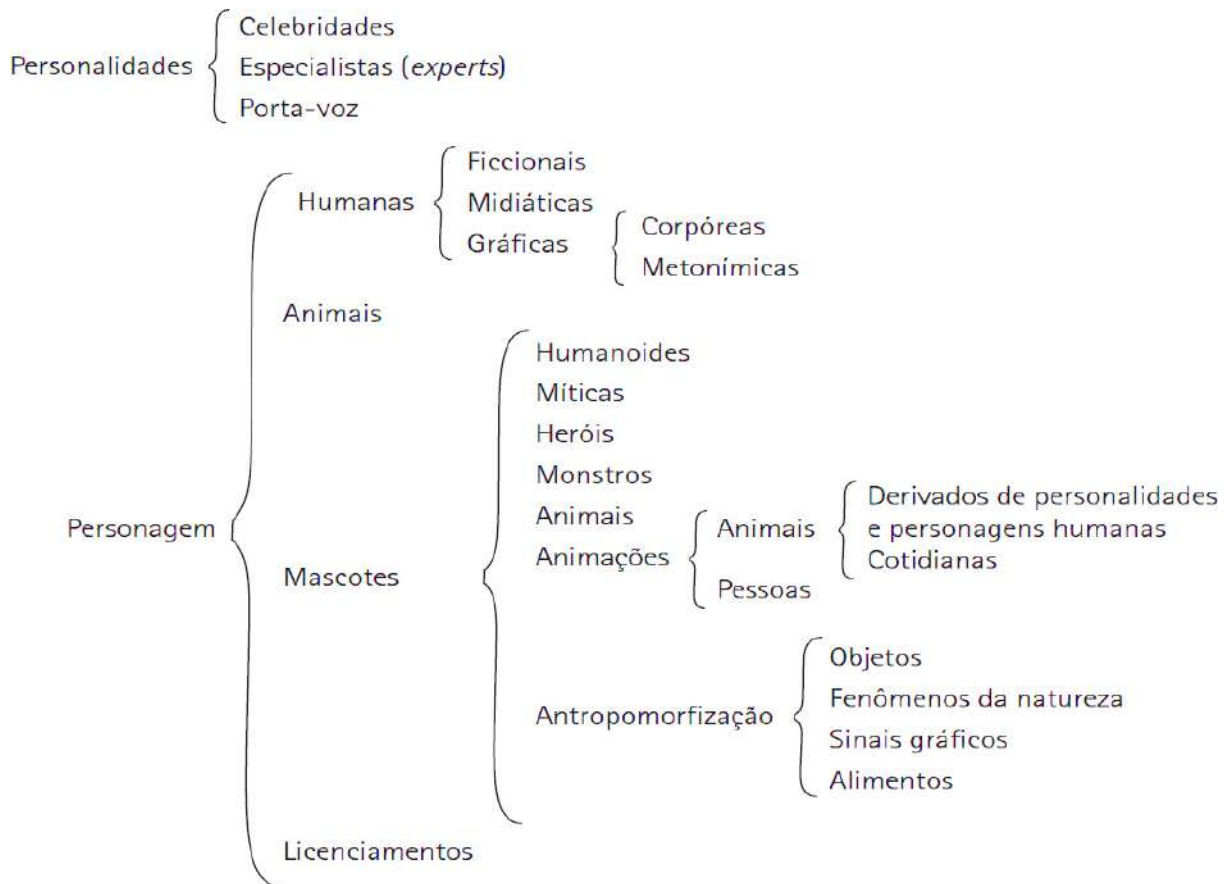 Personalidades
Celebridades
Especialistas (experts)
Porta-voz
Personagem
Humanas
Ficcionais
Midiáticas
Gráficas
Corpóreas
Metonímicas
Animais
Mascotes
Humanoides
Míticas
Heróis
Monstros
Animais
Animações
Animais
Derivados de personalidades
e personagens humanas
Cotidianas
Pessoas
Antropomorfização
Objetos
Fenômenos da natureza
Sinais gráficos
Alimentos
Licenciamentos